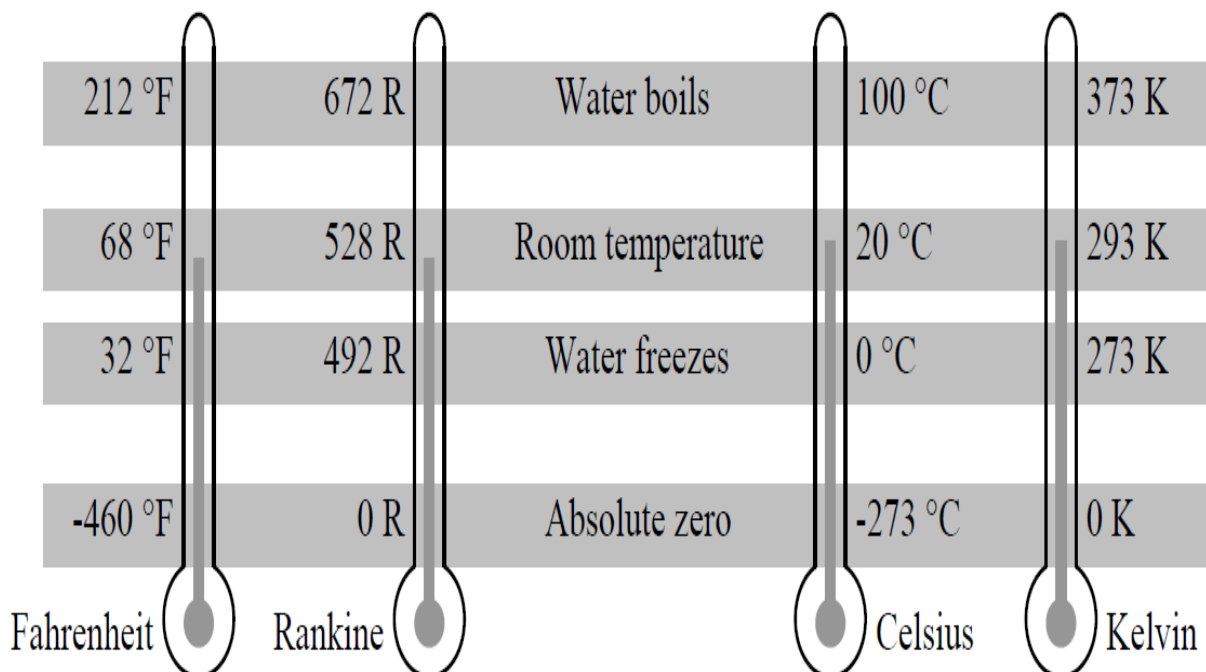 212 °F 672 R Water boils 100 °C 373 K
68 °F 528 R Room temperature 20 °C 293 K
32 °F 492 R Water freezes 0 °C 273 K
-460 °F 0 R Absolute zero -273 °C 0 K
Fahrenheit Rankine Celsius Kelvin